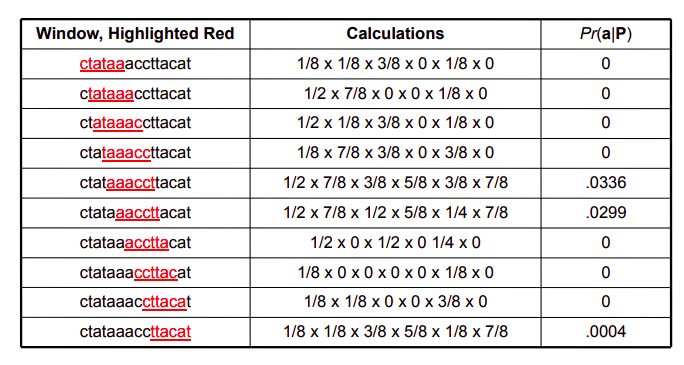 Window, Highlighted Red Calculations Pr(a|P)
ctataaaccttacat 1/8 x 1/8 x 3/8 x 0 x 1/8 x 0 0
ctataaaccttacat 1/2 x 7/8 x 0 x 0 x 1/8 x 0 0
ctataaaccttacat 1/2 x 1/8 x 3/8 x 0 x 1/8 x 0 0
ctataaaccttacat 1/8 x 7/8 x 3/8 x 0 x 3/8 x 0 0
ctataaaccttacat 1/2 x 7/8 x 3/8 x 5/8 x 3/8 x 7/8 .0336
ctataaaccttacat 1/2 x 7/8 x 1/2 x 5/8 x 1/4 x 7/8 .0299
ctataaaccttacat 1/2 x 0 x 1/2 x 0 1/4 x 0 0
ctataaaccttacat 1/8 x 0 x 0 x 0 x 0 x 1/8 x 0 0
ctataaaccttacat 1/8 x 1/8 x 0 x 0 x 3/8 x 0 0
ctataaaccttacat 1/8 x 1/8 x 3/8 x 5/8 x 1/8 x 7/8 .0004